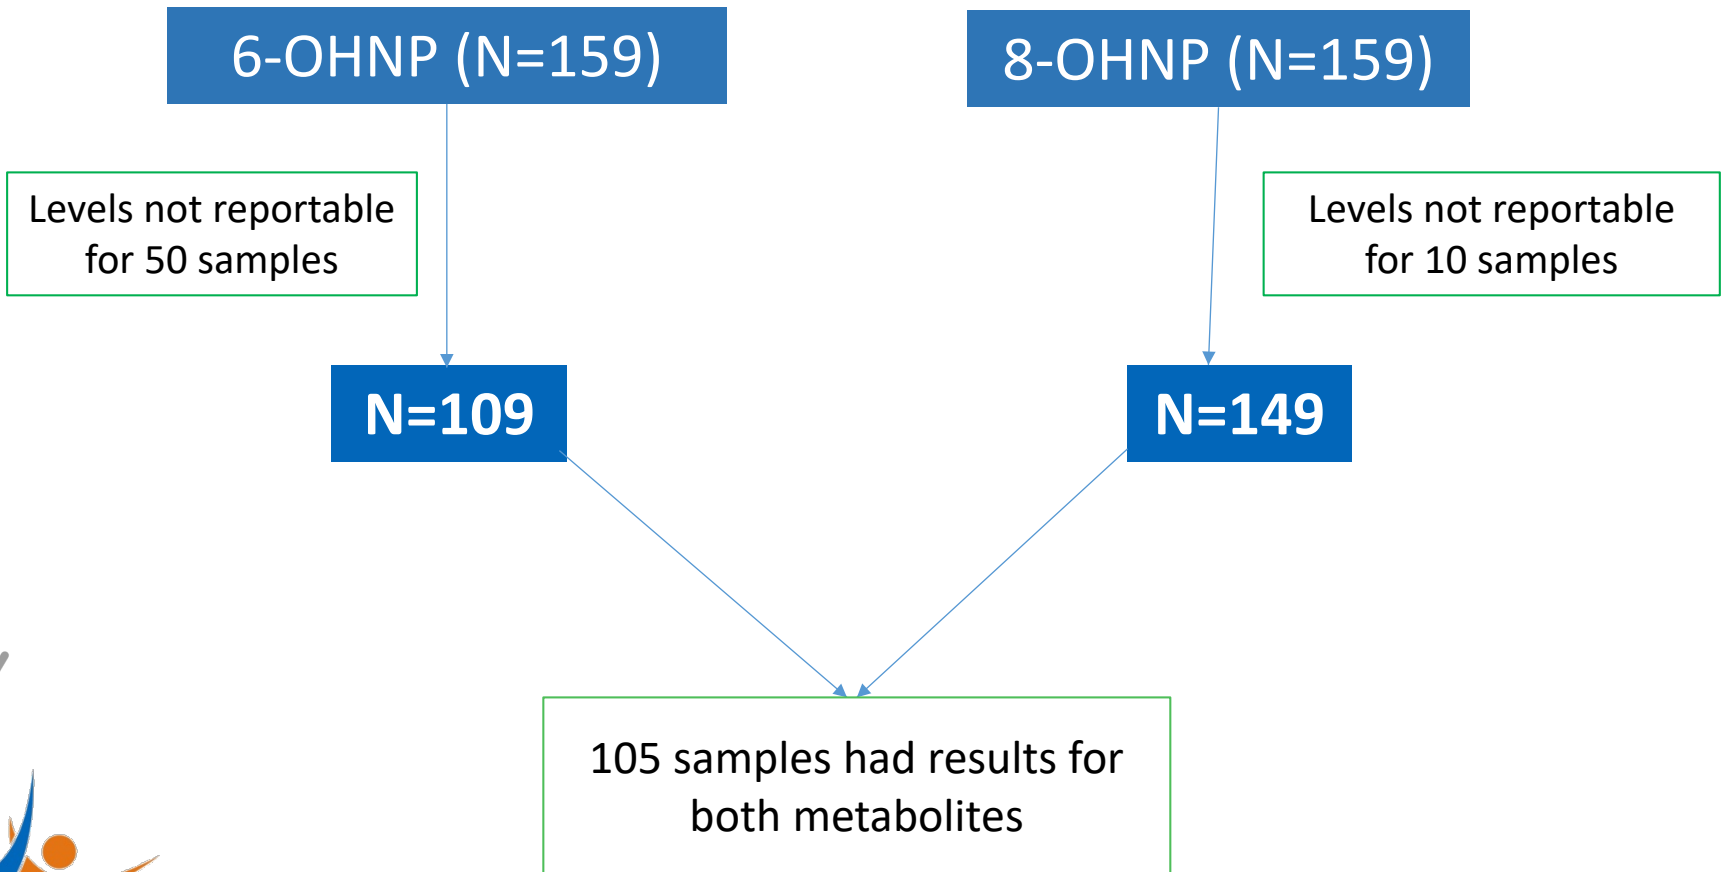 6-OHNP (N=159)
8-OHNP (N=159)
Levels not reportable
for 50 samples
Levels not reportable
for 10 samples
N=109
N=149
105 samples had results for
both metabolites